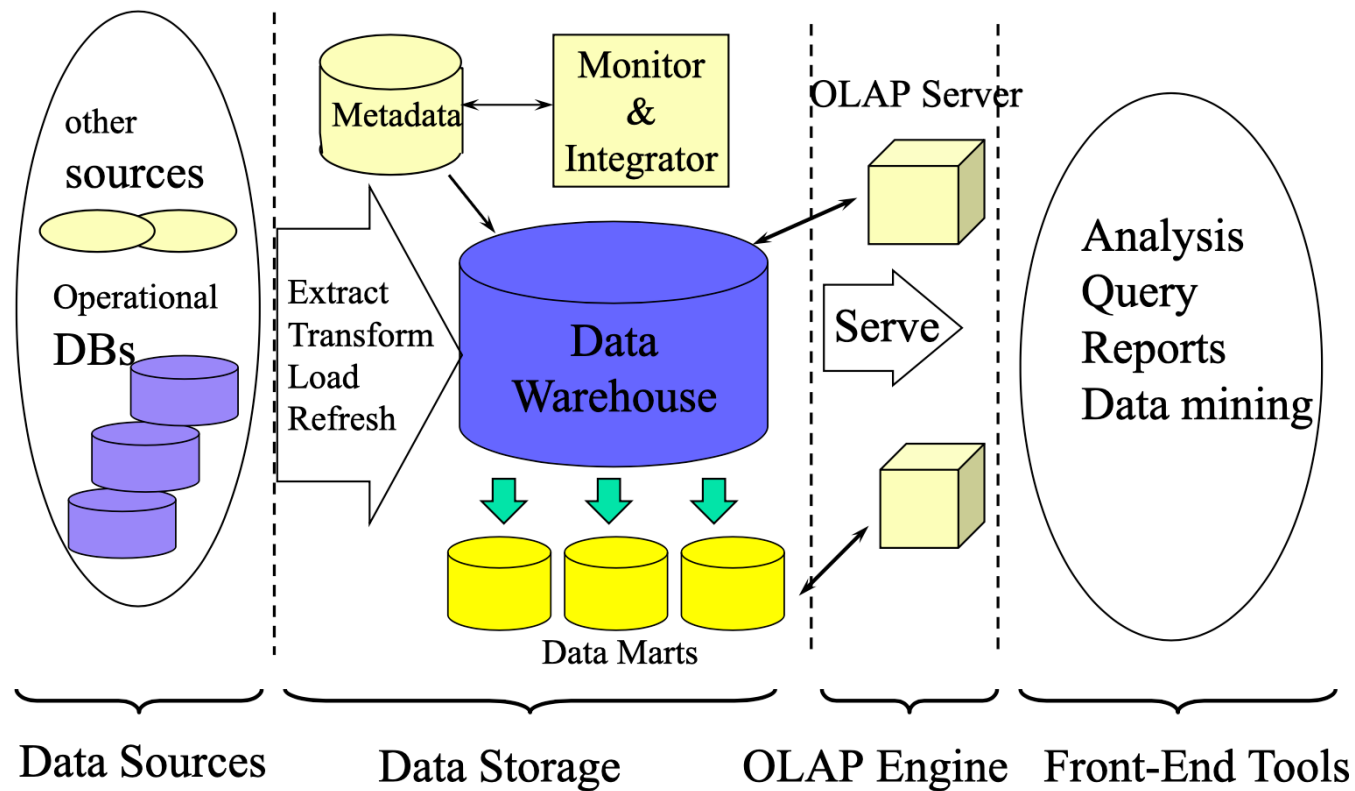 other
sources
Operational
DBs
Extract
Transform
Load
Refresh
Metadata
Monitor
&
Integrator
Data
Warehouse
Data Marts
OLAP Server
Serve
Analysis
Query
Reports
Data mining
Data Sources
Data Storage
OLAP Engine
Front-End Tools